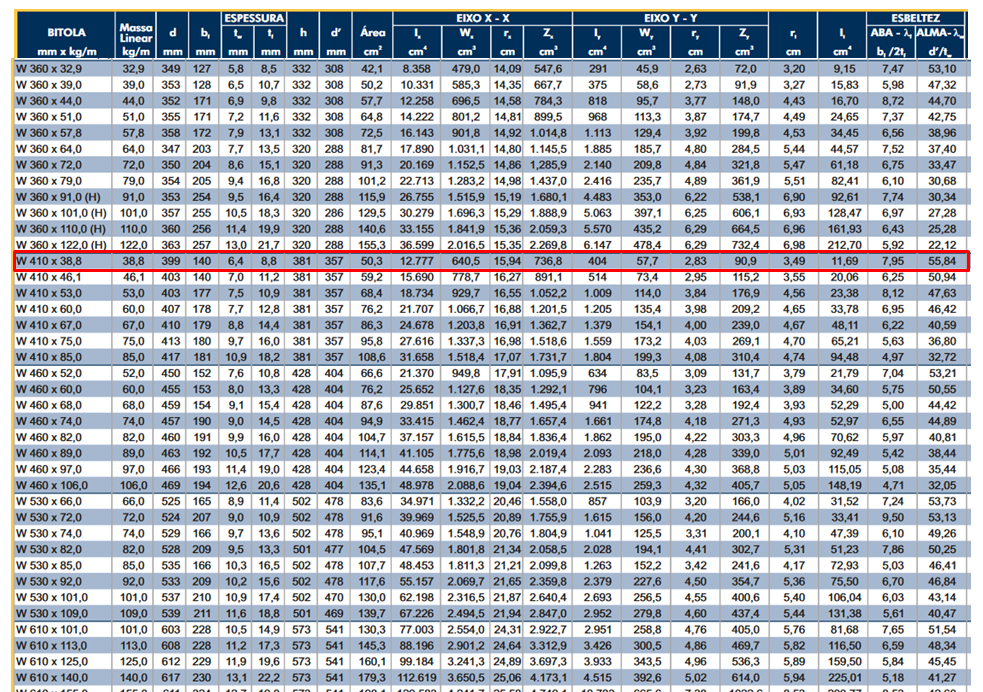 ESPESSURA EIXO X - X EIXO Y - Y ESBELTEZ
BITOLA Massa Linear d bf tw tf h d' Área Ix Wx rx Zx Iy Wy ry Zy rt It ABA - λf ALMA- λw
mm x kg/m kg/m mm mm mm mm mm mm cm² cm⁴ cm³ cm cm³ cm⁴ cm³ cm cm³ cm cm⁴ bf /2tf d'/tw
W 360 x 32,9 32,9 349 127 5,8 8,5 332 308 42,1 8.358 479,0 14,09 547,6 291 45,9 2,63 72,0 3,20 9,15 7,47 53,10
W 360 x 39,0 39,0 353 128 6,5 10,7 332 308 50,2 10.331 585,3 14,35 667,7 375 58,6 2,73 91,9 3,27 15,83 5,98 47,32
W 360 x 44,0 44,0 352 171 6,9 9,8 332 308 57,7 12.258 696,5 14,58 784,3 818 95,7 3,77 148,0 4,43 16,70 8,72 44,70
W 360 x 51,0 51,0 355 171 7,2 11,6 332 308 64,8 14.222 801,2 14,81 899,5 968 113,3 3,87 174,7 4,49 24,65 7,37 42,75
W 360 x 57,8 57,8 358 172 7,9 13,1 332 308 72,5 16.143 901,8 14,92 1.014,8 1.113 129,4 3,92 199,8 4,53 34,45 6,56 38,96
W 360 x 64,0 64,0 347 203 7,7 13,5 320 288 81,7 17.890 1.031,1 14,80 1.145,5 1.885 185,7 4,80 284,5 5,44 44,57 7,52 37,40
W 360 x 72,0 72,0 350 204 8,6 15,1 320 288 91,3 20.169 1.152,5 14,86 1.285,9 2.140 209,8 4,84 321,8 5,47 61,18 6,75 33,47
W 360 x 79,0 79,0 354 205 9,4 16,8 320 288 101,2 22.713 1.283,2 14,98 1.437,0 2.416 235,7 4,89 361,9 5,51 82,41 6,10 30,68
W 360 x 91,0 (H) 91,0 353 254 9,5 16,4 320 288 115,9 26.755 1.515,9 15,19 1.680,1 4.483 353,0 6,22 538,1 6,90 92,61 7,74 30,34
W 360 x 101,0 (H) 101,0 357 255 10,5 18,3 320 286 129,5 30.279 1.696,3 15,29 1.888,9 5.063 397,1 6,25 606,1 6,93 128,47 6,97 27,28
W 360 x 110,0 (H) 110,0 360 256 11,4 19,9 320 288 140,6 33.155 1.841,9 15,36 2.059,3 5.570 435,2 6,29 664,5 6,96 161,93 6,43 25,28
W 360 x 122,0 (H) 122,0 363 257 13,0 21,7 320 288 155,3 36.599 2.016,5 15,35 2.269,8 6.147 478,4 6,29 732,4 6,98 212,70 5,92 22,12
W 410 x 38,8 38,8 399 140 6,4 8,8 381 357 50,3 12.777 640,5 15,94 736,8 404 57,7 2,83 90,9 3,49 11,69 7,95 55,84
W 410 x 46,1 46,1 403 140 7,0 11,2 381 357 59,2 15.690 778,7 16,27 891,1 514 73,4 2,95 115,2 3,55 20,06 6,25 50,94
W 410 x 53,0 53,0 403 177 7,5 10,9 381 357 68,4 18.734 929,7 16,55 1.052,2 1.009 114,0 3,84 176,9 4,56 23,38 8,12 47,63
W 410 x 60,0 60,0 407 178 7,7 12,8 381 357 76,2 21.707 1.066,7 16,88 1.201,5 1.205 135,4 3,98 209,2 4,65 33,78 6,95 46,42
W 410 x 67,0 67,0 410 179 8,8 14,4 381 357 86,3 24.678 1.203,8 16,91 1.362,7 1.379 154,1 4,00 239,0 4,67 48,11 6,22 40,59
W 410 x 75,0 75,0 413 180 9,7 16,0 381 357 95,8 27.616 1.337,3 16,98 1.518,6 1.559 173,2 4,03 269,1 4,70 65,21 5,63 36,80
W 410 x 85,0 85,0 417 181 10,9 18,2 381 357 108,6 31.658 1.518,4 17,07 1.731,7 1.804 199,3 4,08 310,4 4,74 94,48 4,97 32,72
W 460 x 52,0 52,0 450 152 7,6 10,8 428 404 66,6 21.370 949,8 17,91 1.095,9 634 83,5 3,09 131,7 3,79 21,79 7,04 53,21
W 460 x 60,0 60,0 455 153 8,0 13,3 428 404 76,2 25.652 1.127,6 18,35 1.292,1 796 104,1 3,23 163,4 3,89 34,60 5,75 50,55
W 460 x 68,0 68,0 459 154 9,1 15,4 428 404 87,6 29.851 1.300,7 18,46 1.495,4 941 122,2 3,28 192,4 3,93 52,29 5,00 44,42
W 460 x 74,0 74,0 457 190 9,0 14,5 428 404 94,9 33.415 1.462,4 18,77 1.657,4 1.661 174,8 4,18 271,3 4,93 52,97 6,55 44,89
W 460 x 82,0 82,0 460 191 9,9 16,0 428 404 104,7 37.157 1.615,5 18,84 1.836,4 1.862 195,0 4,22 303,3 4,96 70,62 5,97 40,81
W 460 x 89,0 89,0 463 192 10,5 17,7 428 404 114,1 41.105 1.775,6 18,98 2.019,4 2.093 218,0 4,28 339,0 5,01 92,49 5,42 38,44
W 460 x 97,0 97,0 466 193 11,4 19,0 428 404 123,4 44.658 1.916,7 19,03 2.187,4 2.283 236,6 4,30 368,8 5,03 115,05 5,08 35,44
W 460 x 106,0 106,0 469 194 12,6 20,6 428 404 135,1 48.978 2.088,6 19,04 2.394,6 2.515 259,3 4,32 405,7 5,05 148,19 4,71 32,05
W 530 x 66,0 66,0 525 165 8,9 11,4 502 478 83,6 34.971 1.332,2 20,46 1.558,0 857 103,9 3,20 166,0 4,02 31,52 7,24 53,73
W 530 x 72,0 72,0 524 207 9,0 10,9 502 478 91,6 39.969 1.525,5 20,89 1.755,9 1.615 156,0 4,20 244,6 5,16 33,41 9,50 53,13
W 530 x 74,0 74,0 529 166 9,7 13,6 502 478 95,1 40.969 1.548,9 20,76 1.804,9 1.041 125,5 3,31 200,1 4,10 47,39 6,10 49,26
W 530 x 82,0 82,0 528 209 9,5 13,3 501 477 104,5 47.569 1.801,8 21,34 2.058,5 2.028 194,1 4,41 302,7 5,31 51,23 7,86 50,25
W 530 x 85,0 85,0 535 166 10,3 16,5 502 478 107,7 48.453 1.811,3 21,21 2.099,8 1.263 152,2 3,42 241,6 4,17 72,93 5,03 46,41
W 530 x 92,0 92,0 533 209 10,2 15,6 502 478 117,6 55.157 2.069,7 21,65 2.359,8 2.379 227,6 4,50 354,7 5,36 75,50 6,70 46,84
W 530 x 101,0 101,0 537 210 10,9 17,4 502 470 130,0 62.198 2.316,5 21,87 2.640,4 2.693 256,5 4,55 400,6 5,40 106,04 6,03 43,14
W 530 x 109,0 109,0 539 211 11,6 18,8 501 469 139,7 67.226 2.494,5 21,94 2.847,0 2.952 279,8 4,60 437,4 5,44 131,38 5,61 40,47
W 610 x 101,0 101,0 603 228 10,5 14,9 573 541 130,3 77.003 2.554,0 24,31 2.922,7 2.951 258,8 4,76 405,0 5,76 81,68 7,65 51,54
W 610 x 113,0 113,0 608 228 11,2 17,3 573 541 145,3 88.196 2.901,2 24,64 3.312,9 3.426 300,5 4,86 469,7 5,82 116,50 6,59 48,34
W 610 x 125,0 125,0 612 229 11,9 19,6 573 541 160,1 99.184 3.241,3 24,89 3.697,3 3.933 343,5 4,96 536,3 5,89 159,50 5,84 45,45
W 610 x 140,0 140,0 617 230 13,1 22,2 573 541 179,3 112.619 3.650,5 25,06 4.173,1 4.515 392,6 5,02 614,0 5,94 225,01 5,18 41,27